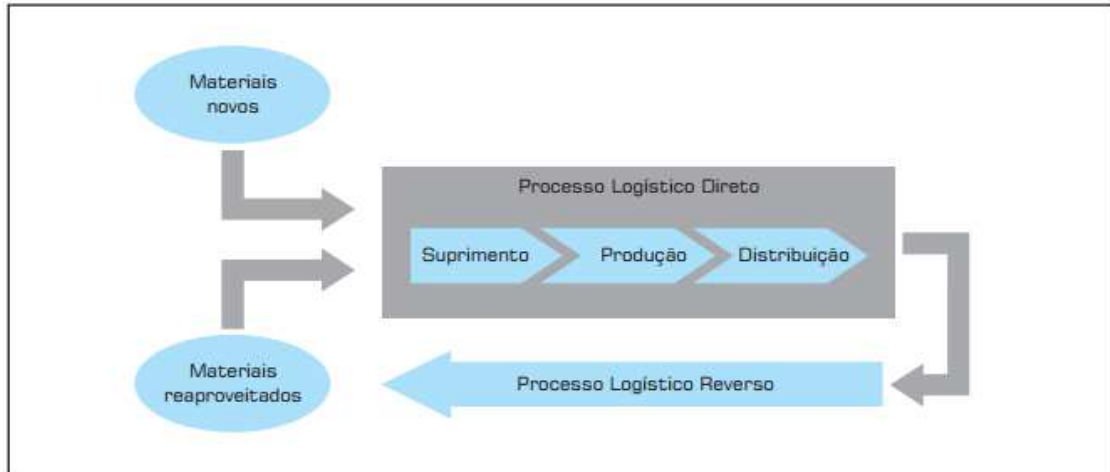 Materiais
novos
Processo Logístico Direto
Suprimento
Produção
Distribuição
Materiais
reaproveitados
Processo Logístico Reverso